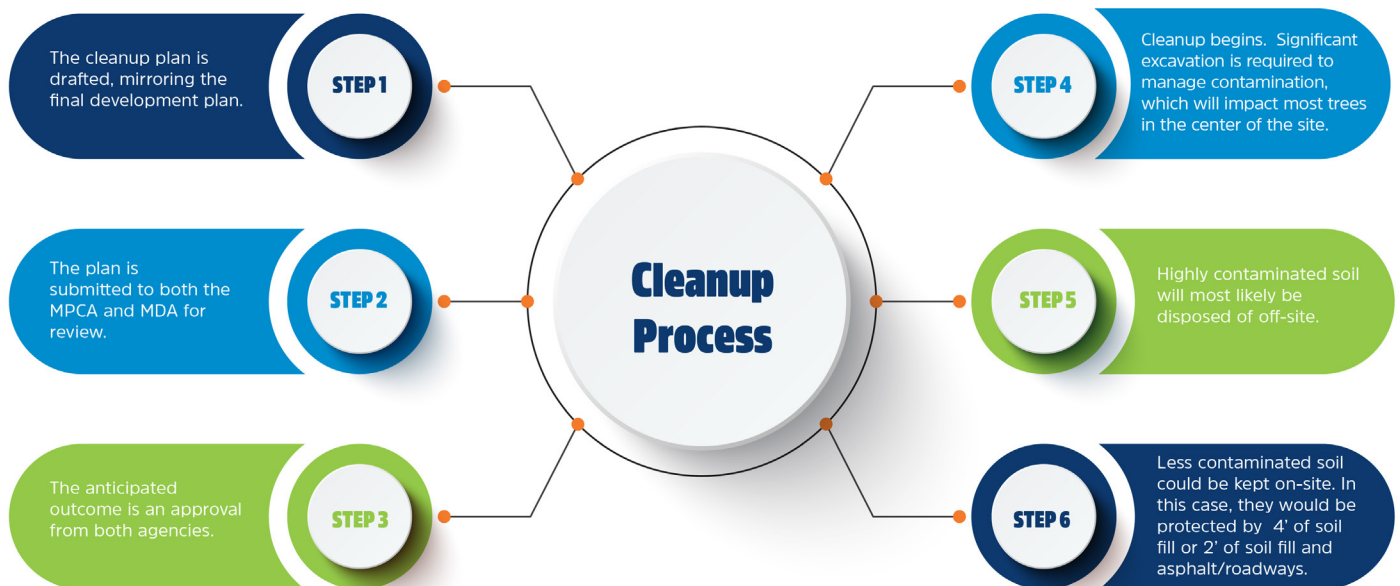 The cleanup plan is
drafted, mirroring the
final development plan.
STEP 1
The plan is
submitted to both the
MPCA and MDA for
review.
STEP 2
The anticipated
outcome is an approval
from both agencies.
STEP 3
Cleanup
Process
STEP 4
Cleanup begins.  Significant
excavation is required to
manage contamination,
which will impact most trees
in the center of the site.
STEP 5
Highly contaminated soil
will most likely be
disposed of off-site.
STEP 6
Less contaminated soil
could be kept on-site. In
this case, they would be
protected by  4’ of soil
fill or 2’ of soil fill and
asphalt/roadways.